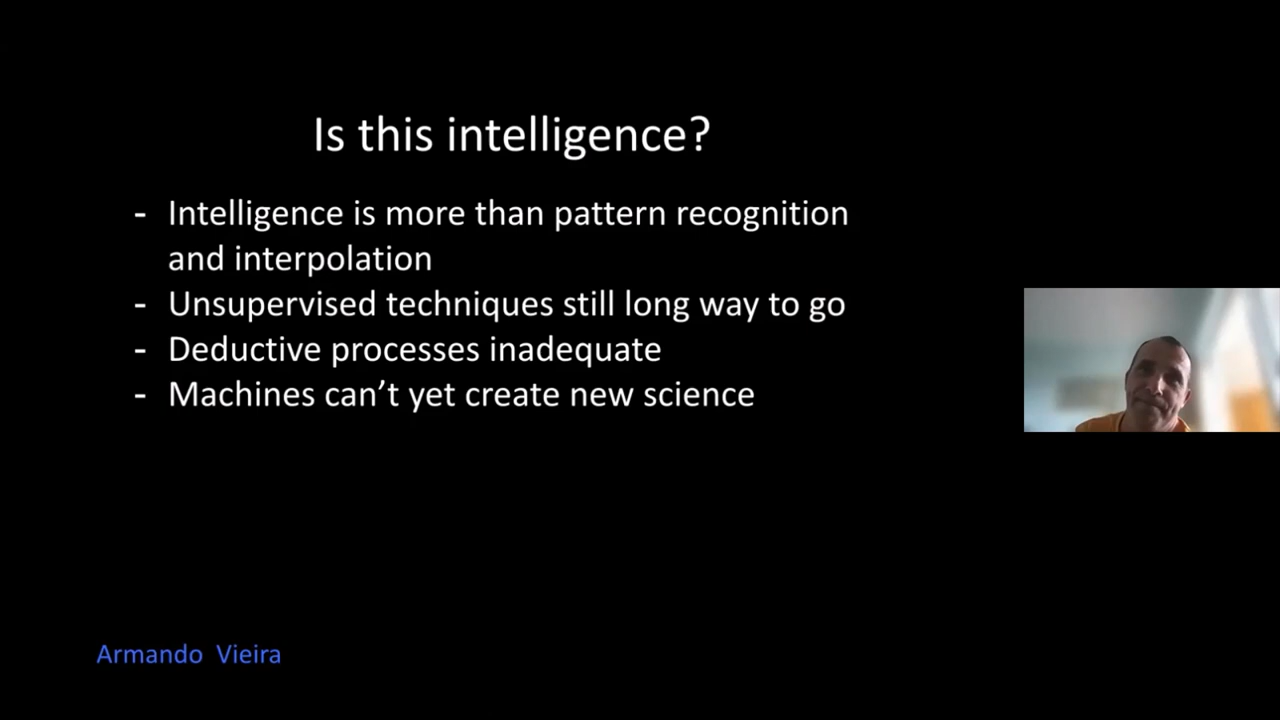 Is this intelligence?
- Intelligence is more than pattern recognition
and interpolation
- Unsupervised techniques still long way to go
- Deductive processes inadequate
- Machines can’t yet create new science
Armando Vieira